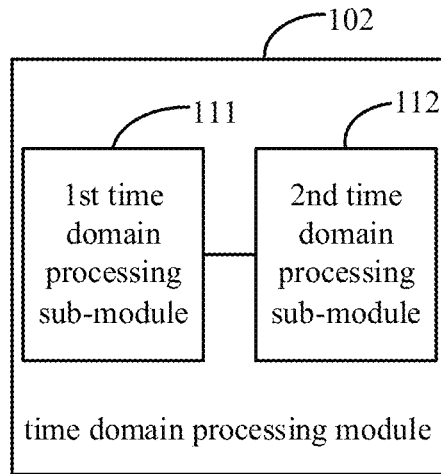 102
111
112
1st time
domain
processing
sub-module
2nd time
domain
processing
sub-module
time domain processing module